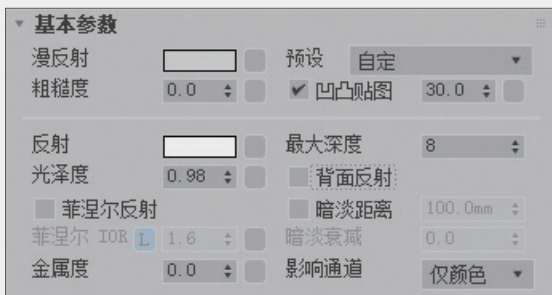 基本参数
漫反射 预设 自定
粗糙度 0.0 凹凸贴图 30.0
反射 最大深度 8
光泽度 0.98 背面反射
菲涅尔反射 暗淡距离 100.0mm
菲涅尔 IOR L 1.6 暗淡衰减 0.0
金属度 0.0 影响通道 仅颜色